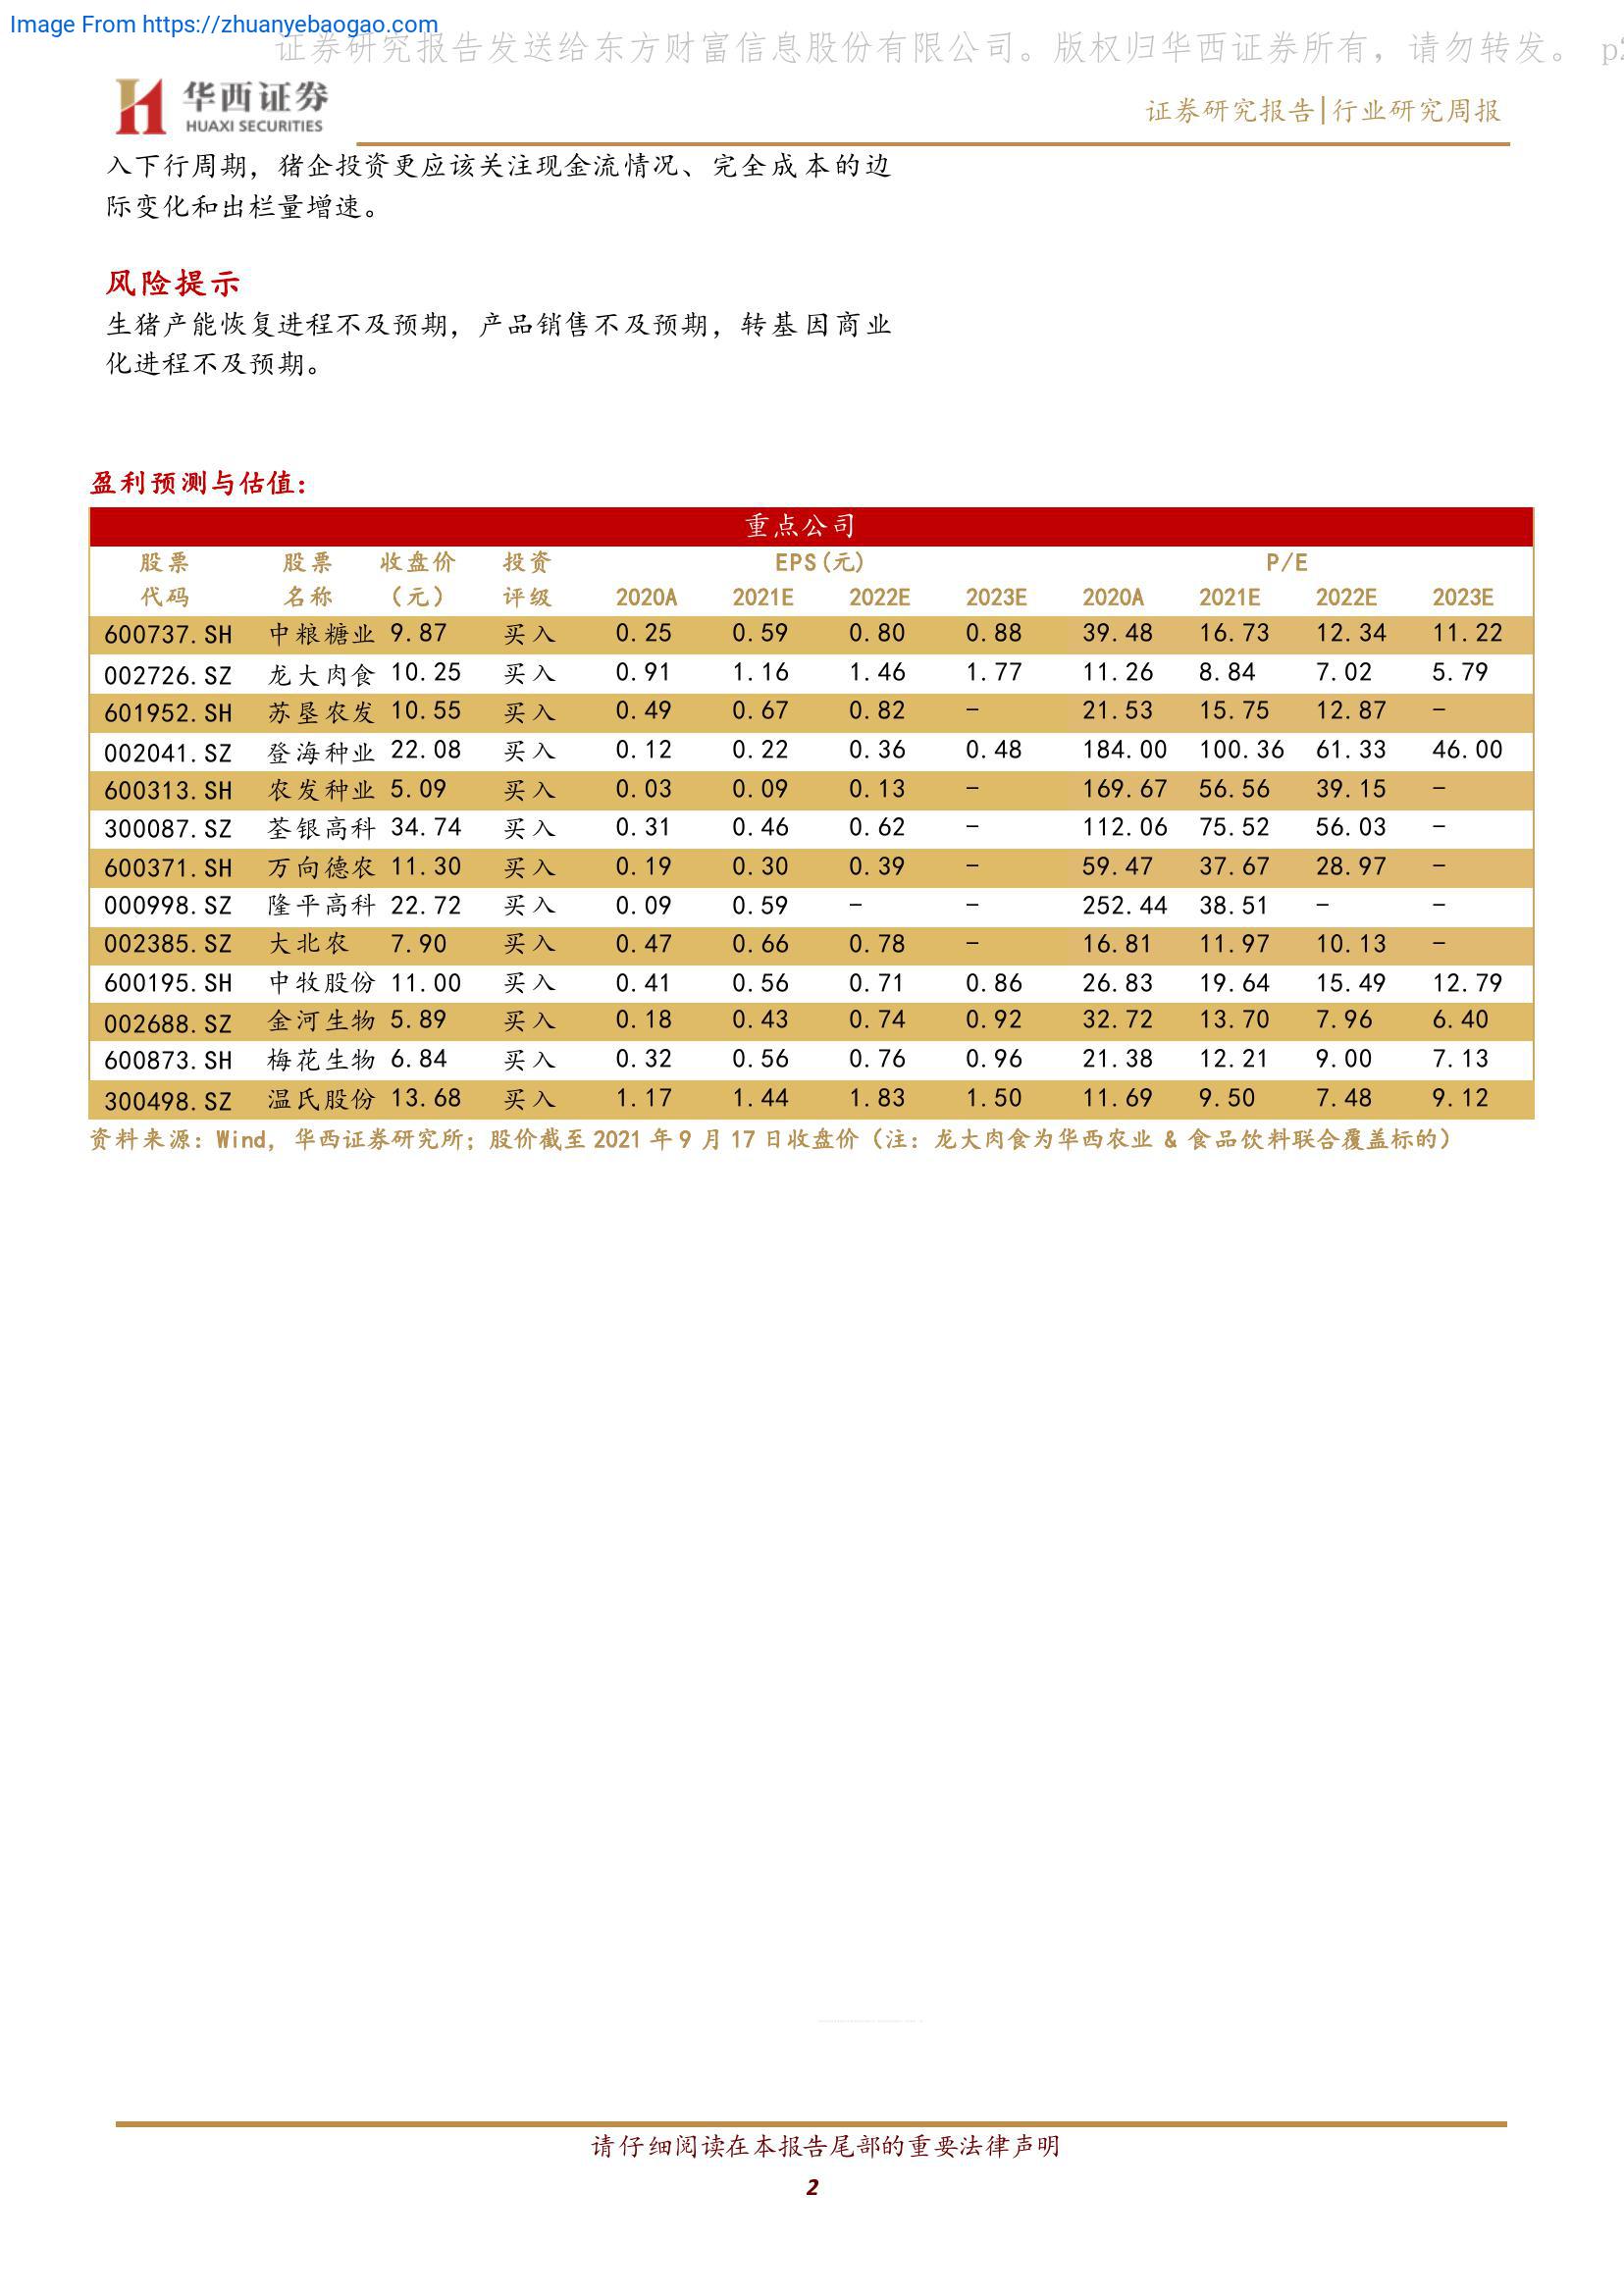 Image From https://zhuanyebaogao.com
证券研究报告发送给东方财富信息股份有限公司。版权归华西证券所有，请勿转发。 p2
华西证券
HUAXI SECURITIES
证券研究报告|行业研究周报
入下行周期，猪企投资更应该关注现金流情况、完全成本的边
际变化和出栏量增速。
风险提示
生猪产能恢复进程不及预期，产品销售不及预期，转基因商业
化进程不及预期。
盈利预测与估值：
重点公司
股票 股票 收盘价 投资 EPS(元) P/E
代码 名称 （元） 评级 2020A 2021E 2022E 2023E 2020A 2021E 2022E 2023E
600737.SH 中粮糖业 9.87 买入 0.25 0.59 0.80 0.88 39.48 16.73 12.34 11.22
002726.SZ 龙大肉食 10.25 买入 0.91 1.16 1.46 1.77 11.26 8.84 7.02 5.79
601952.SH 苏垦农发 10.55 买入 0.49 0.67 0.82 - 21.53 15.75 12.87 -
002041.SZ 登海种业 22.08 买入 0.12 0.22 0.36 0.48 184.00 100.36 61.33 46.00
600313.SH 农发种业 5.09 买入 0.03 0.09 0.13 - 169.67 56.56 39.15 -
300087.SZ 荃银高科 34.74 买入 0.31 0.46 0.62 - 112.06 75.52 56.03 -
600371.SH 万向德农 11.30 买入 0.19 0.30 0.39 - 59.47 37.67 28.97 -
000998.SZ 隆平高科 22.72 买入 0.09 0.59 - - 252.44 38.51 - -
002385.SZ 大北农 7.90 买入 0.47 0.66 0.78 - 16.81 11.97 10.13 -
600195.SH 中牧股份 11.00 买入 0.41 0.56 0.71 0.86 26.83 19.64 15.49 12.79
002688.SZ 金河生物 5.89 买入 0.18 0.43 0.74 0.92 32.72 13.70 7.96 6.40
600873.SH 梅花生物 6.84 买入 0.32 0.56 0.76 0.96 21.38 12.21 9.00 7.13
300498.SZ 温氏股份 13.68 买入 1.17 1.44 1.83 1.50 11.69 9.50 7.48 9.12
资料来源：Wind，华西证券研究所；股价截至 2021 年 9 月 17 日收盘价（注：龙大肉食为华西农业 & 食品饮料联合覆盖标的）
请仔细阅读在本报告尾部的重要法律声明
2